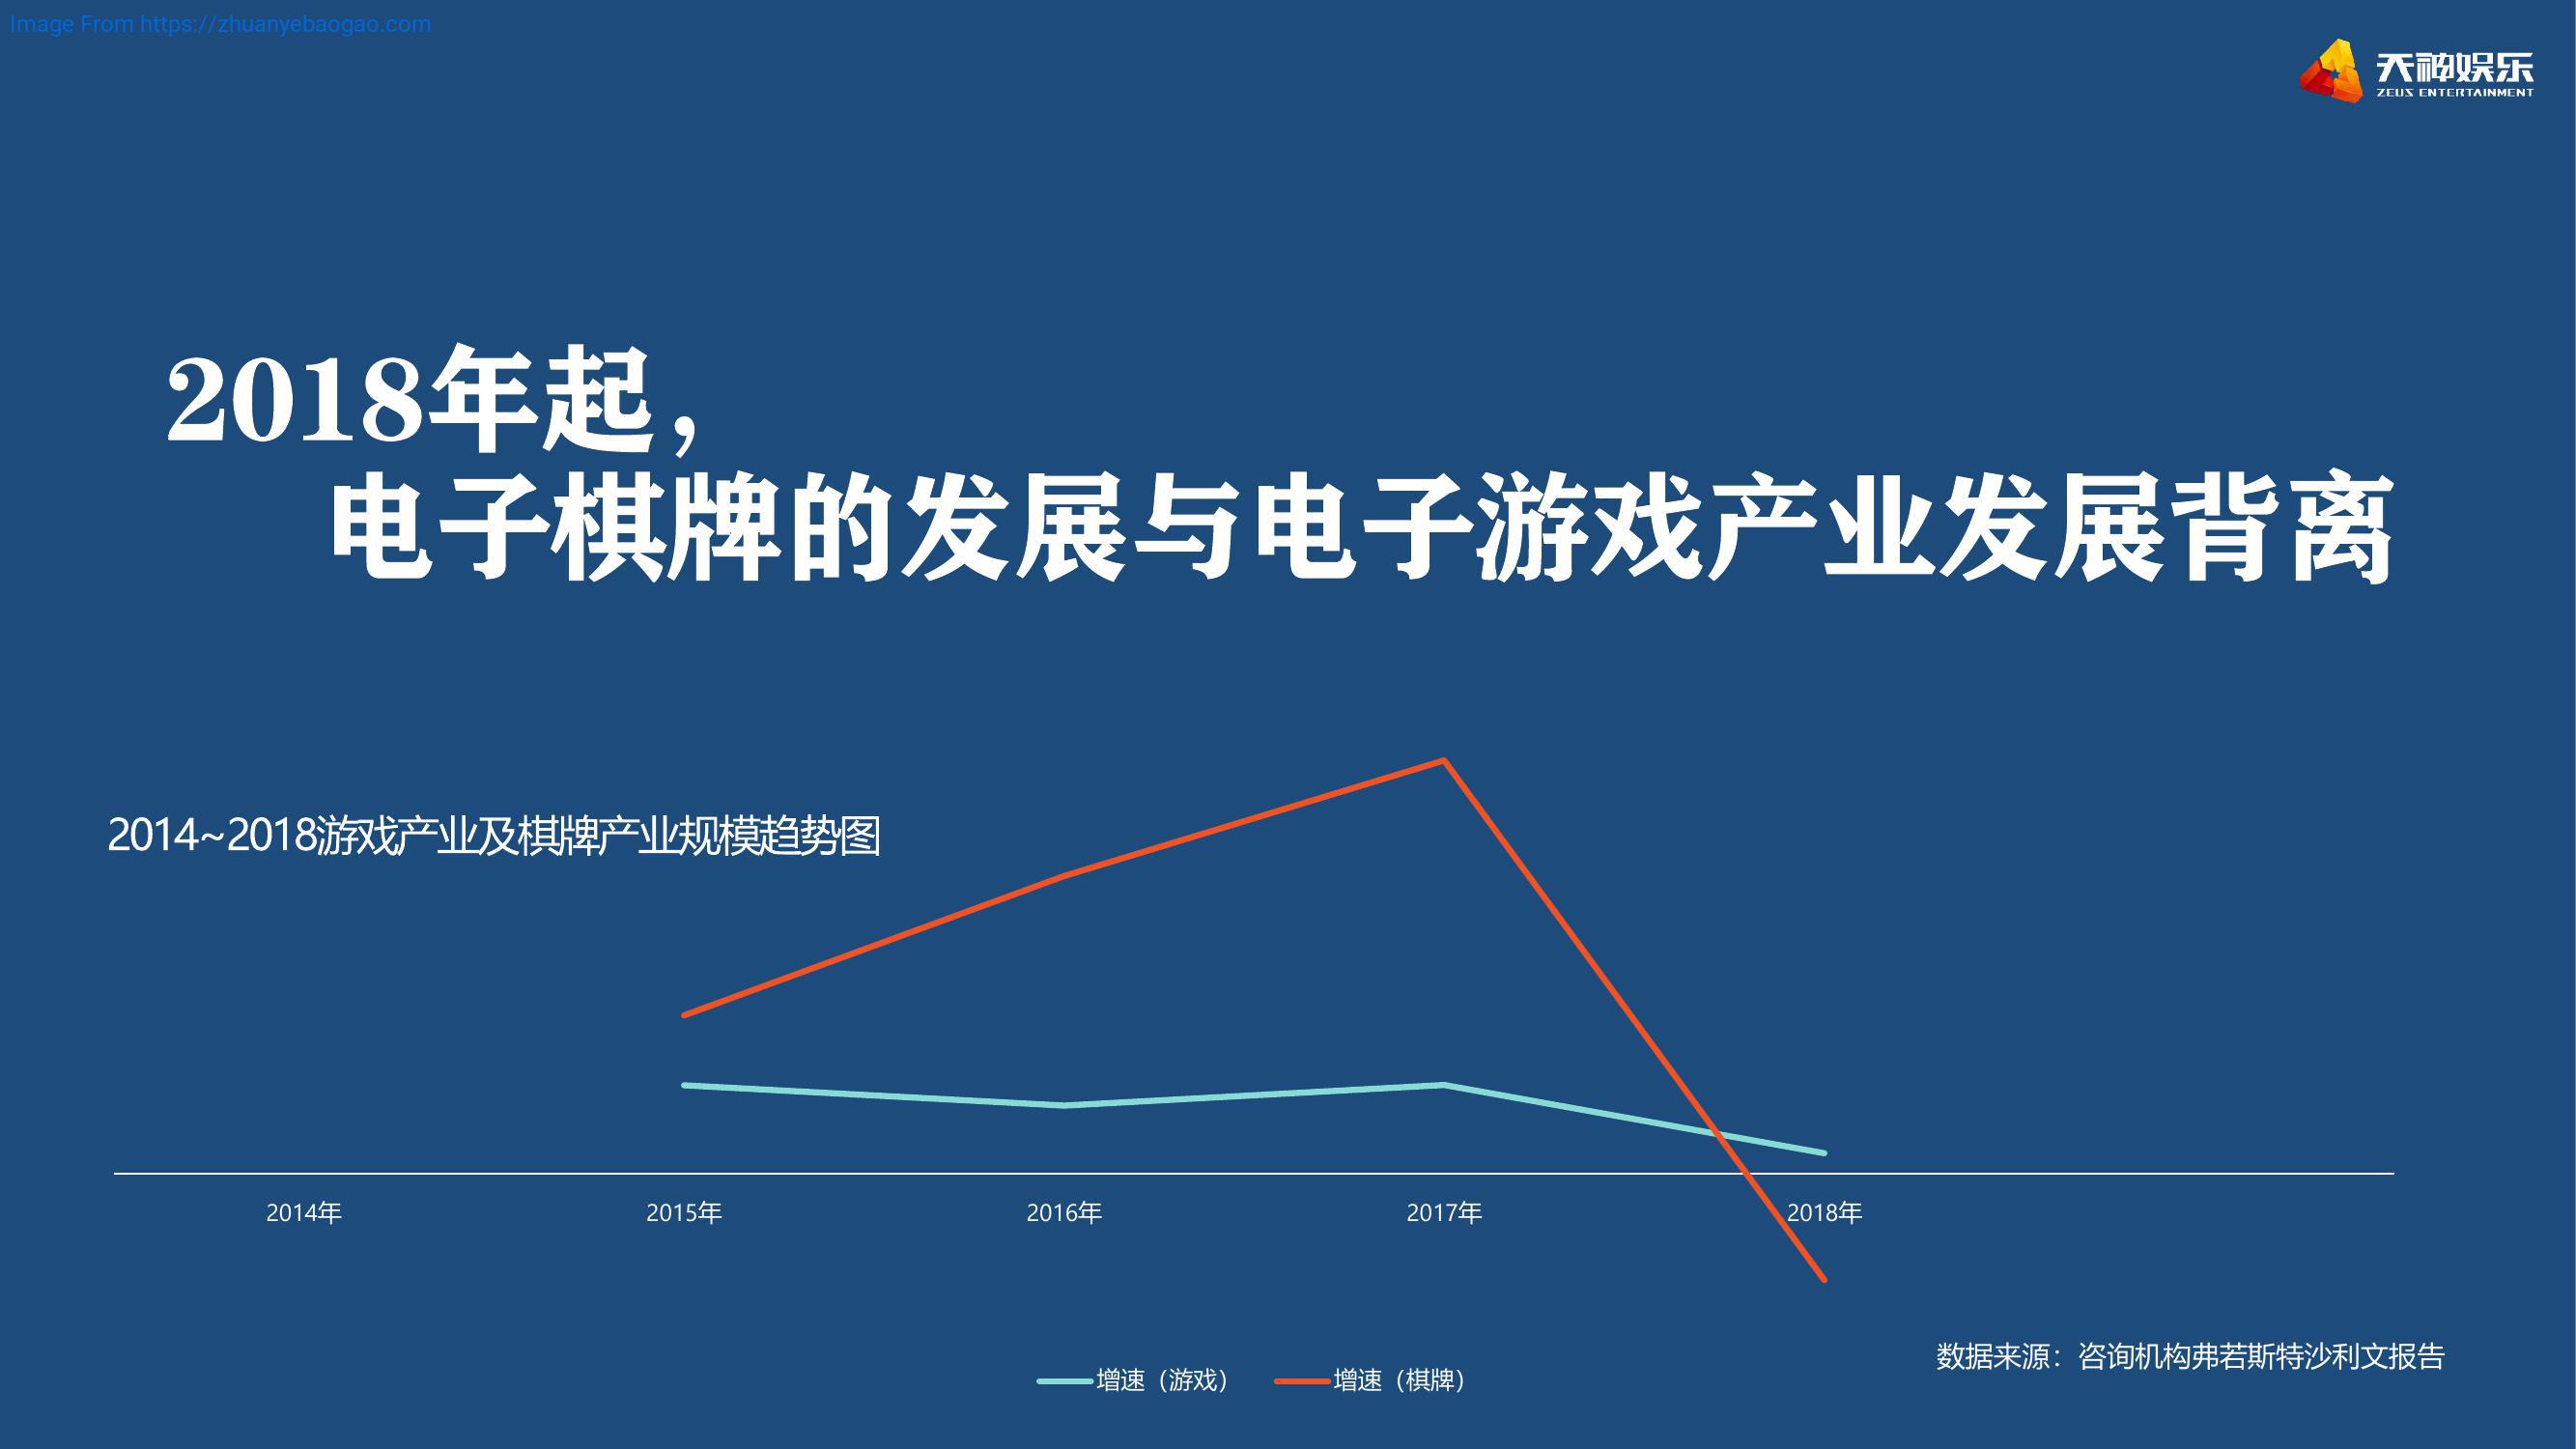 Image From https://zhuanyebaogao.com
天神娱乐
ZEUS ENTERTAINMENT
2018年起，
电子棋牌的发展与电子游戏产业发展背离
2014~2018游戏产业及棋牌产业规模趋势图
2014年 2015年 2016年 2017年 2018年
数据来源：咨询机构弗若斯特沙利文报告
增速（游戏） 增速（棋牌）